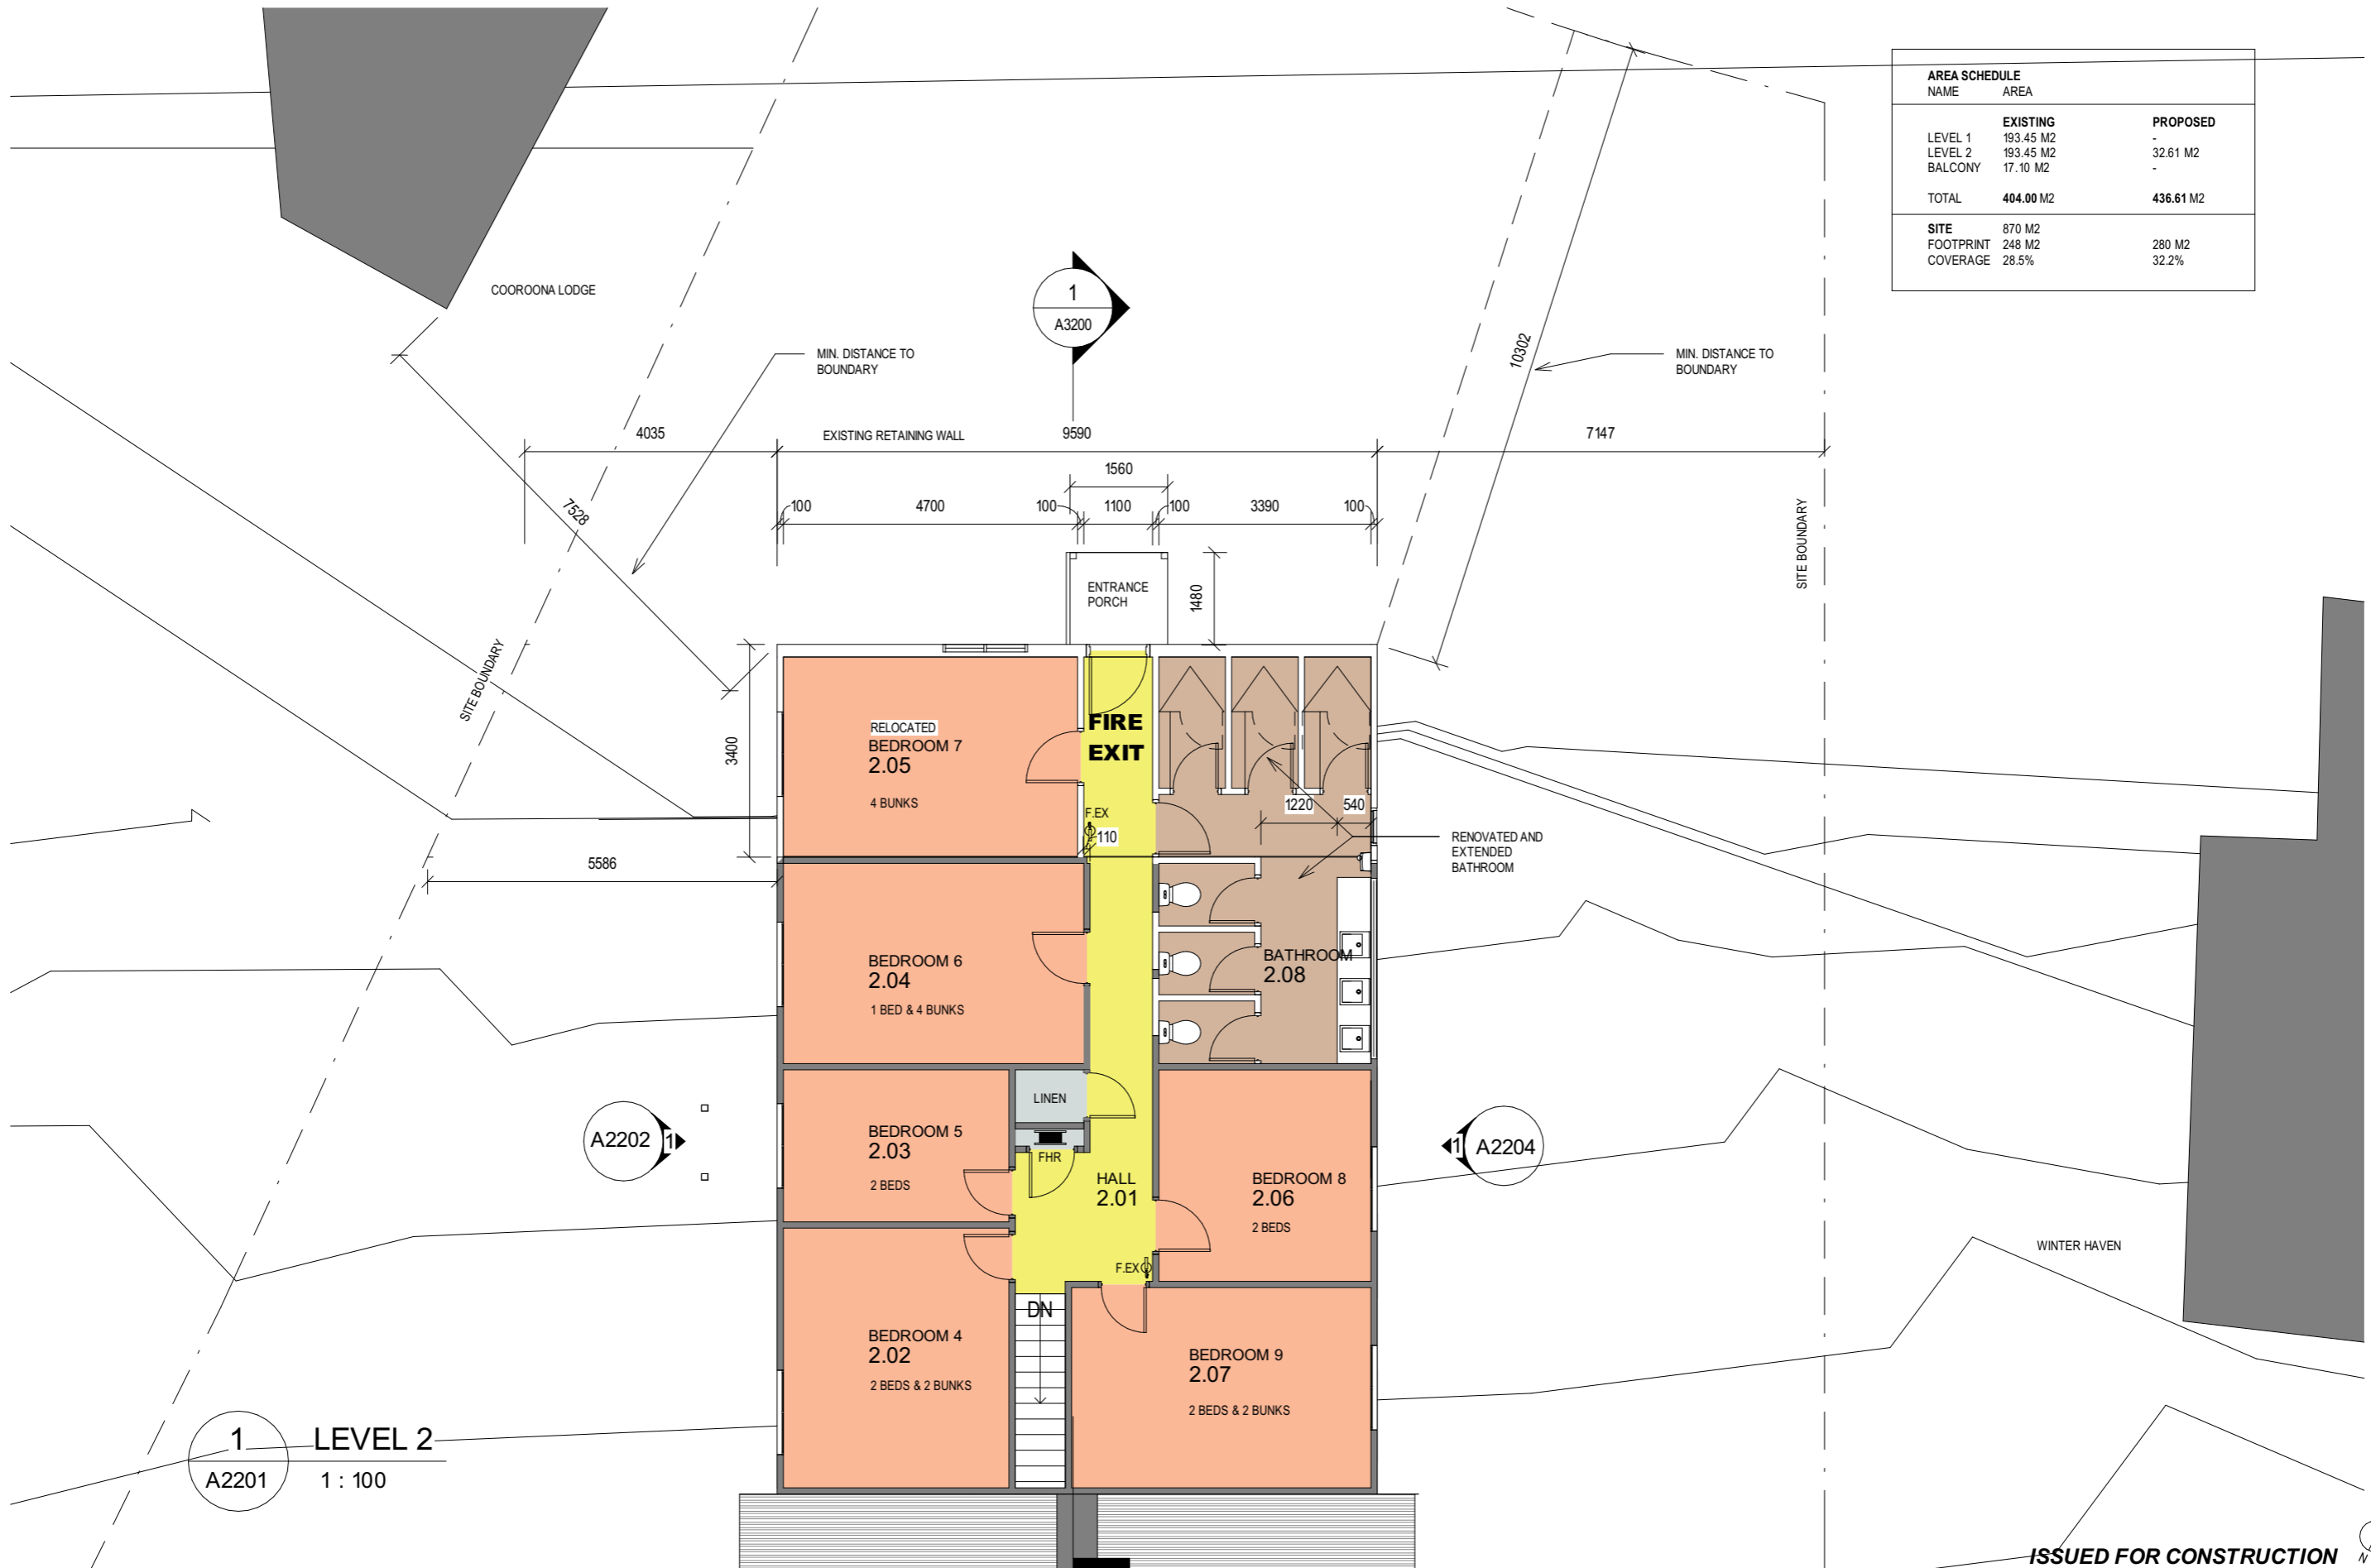 AREA SCHEDULE
NAME AREA
EXISTING PROPOSED
LEVEL 1 193.45 M2 -
LEVEL 2 193.45 M2 32.61 M2
BALCONY 17.10 M2 -
TOTAL 404.00 M2 436.61 M2
SITE 870 M2
FOOTPRINT 248 M2 280 M2
COVERAGE 28.5% 32.2%
COOROONA LODGE
1
A3200
MIN. DISTANCE TO
BOUNDARY
10302
MIN. DISTANCE TO
BOUNDARY
4035
EXISTING RETAINING WALL
9590
7147
1560
100 4700 100 1100 100 3390 100
7528
SITE BOUNDARY
ENTRANCE
PORCH
1480
SITE BOUNDARY
3400
RELOCATED
BEDROOM 7
2.05
4 BUNKS
FIRE
EXIT
F.EX
110
1220 540
RENOVATED AND
EXTENDED
BATHROOM
5586
BEDROOM 6
2.04
1 BED & 4 BUNKS
BATHROOM
2.08
LINEN
A2202 1
BEDROOM 5
2.03
2 BEDS
FHR
HALL
2.01
BEDROOM 8
2.06
2 BEDS
1 A2204
F.EX
WINTER HAVEN
DN
BEDROOM 4
2.02
2 BEDS & 2 BUNKS
BEDROOM 9
2.07
2 BEDS & 2 BUNKS
1 LEVEL 2
A2201 1 : 100
ISSUED FOR CONSTRUCTION
N